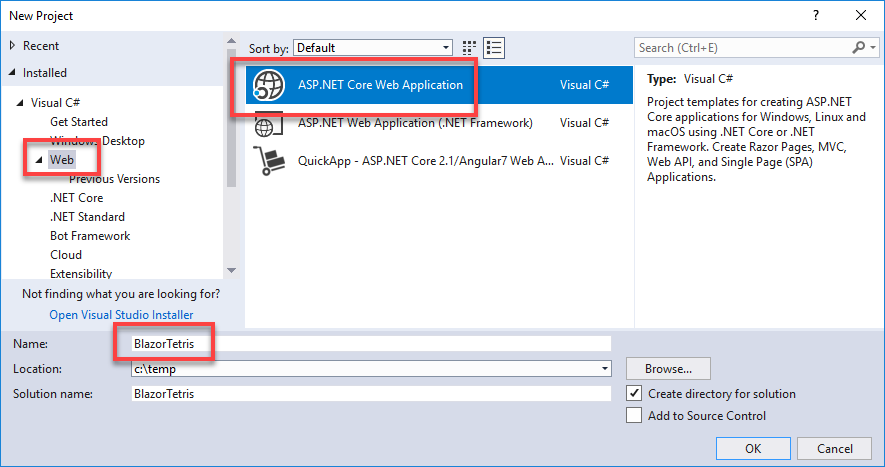 New Project
Recent
Installed
Sort by: Default
Search (Ctrl+E)
Visual C#
Get Started
Windows Desktop
Web
Previous Versions
.NET Core
.NET Standard
Bot Framework
Cloud
Extensibility
ASP.NET Core Web Application Visual C#
ASP.NET Web Application (.NET Framework) Visual C#
QuickApp - ASP.NET Core 2.1/Angular7 Web A... Visual C#
Type: Visual C#
Project templates for creating ASP.NET
Core applications for Windows, Linux and
macOS using .NET Core or .NET
Framework. Create Razor Pages, MVC,
Web API, and Single Page (SPA)
Applications.
Not finding what you are looking for?
Open Visual Studio Installer
Name: BlazorTetris
Location: c:\temp Browse...
Solution name: BlazorTetris
Create directory for solution
Add to Source Control
OK Cancel